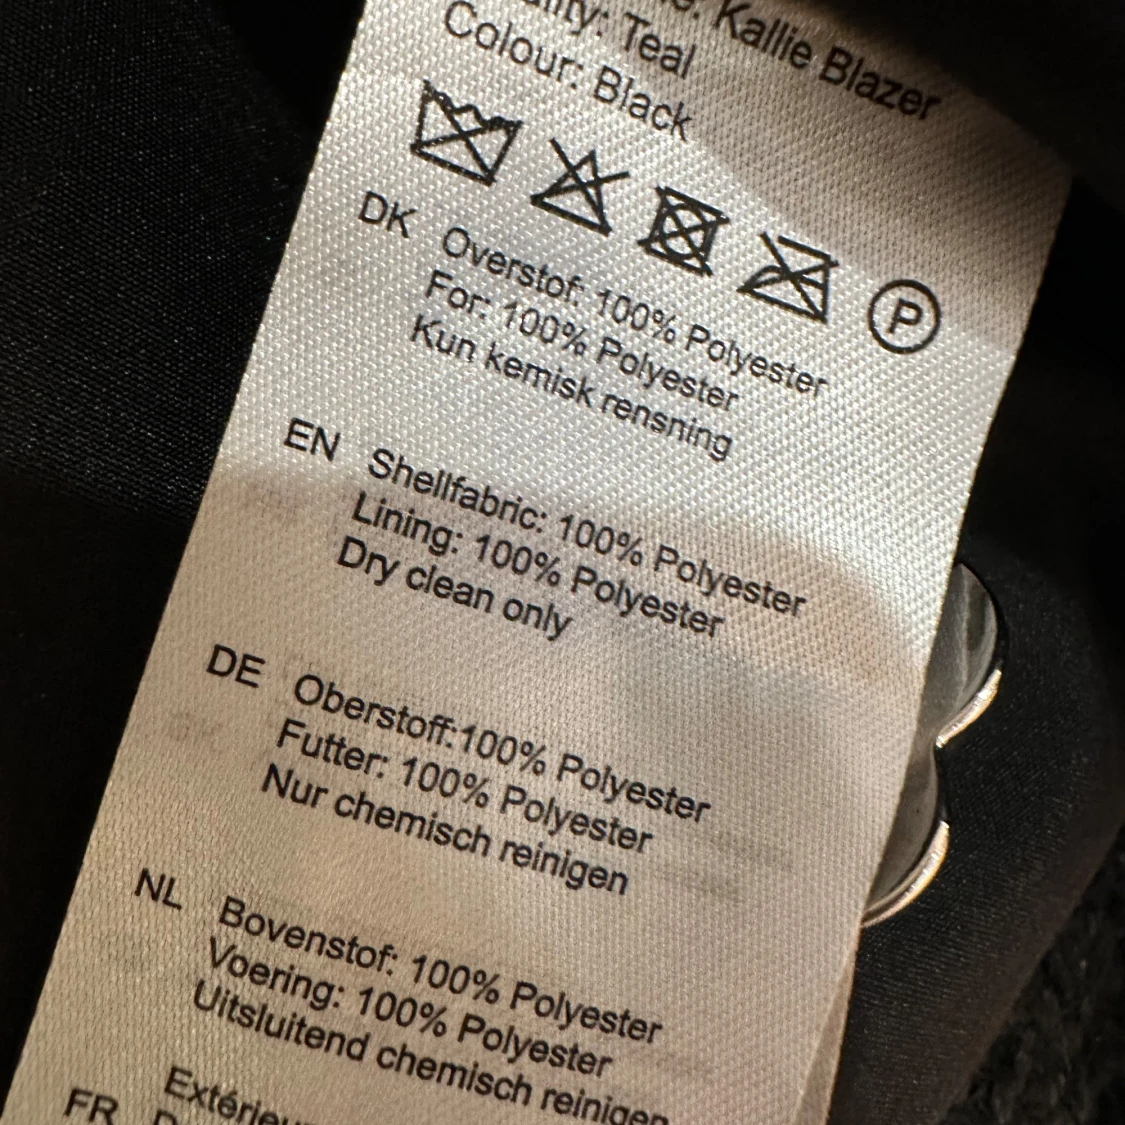 Kallie Blazer
Teal
Colour: Black
P
DK Overstof: 100% Polyester
For: 100% Polyester
Kun kemisk rensning
EN Shellfabric: 100% Polyester
Lining: 100% Polyester
Dry clean only
DE Oberstoff:100% Polyester
Futter: 100% Polyester
Nur chemisch reinigen
NL Bovenstof: 100% Polyester
Voering: 100% Polyester
Uitsluitend chemisch reinigen
FR